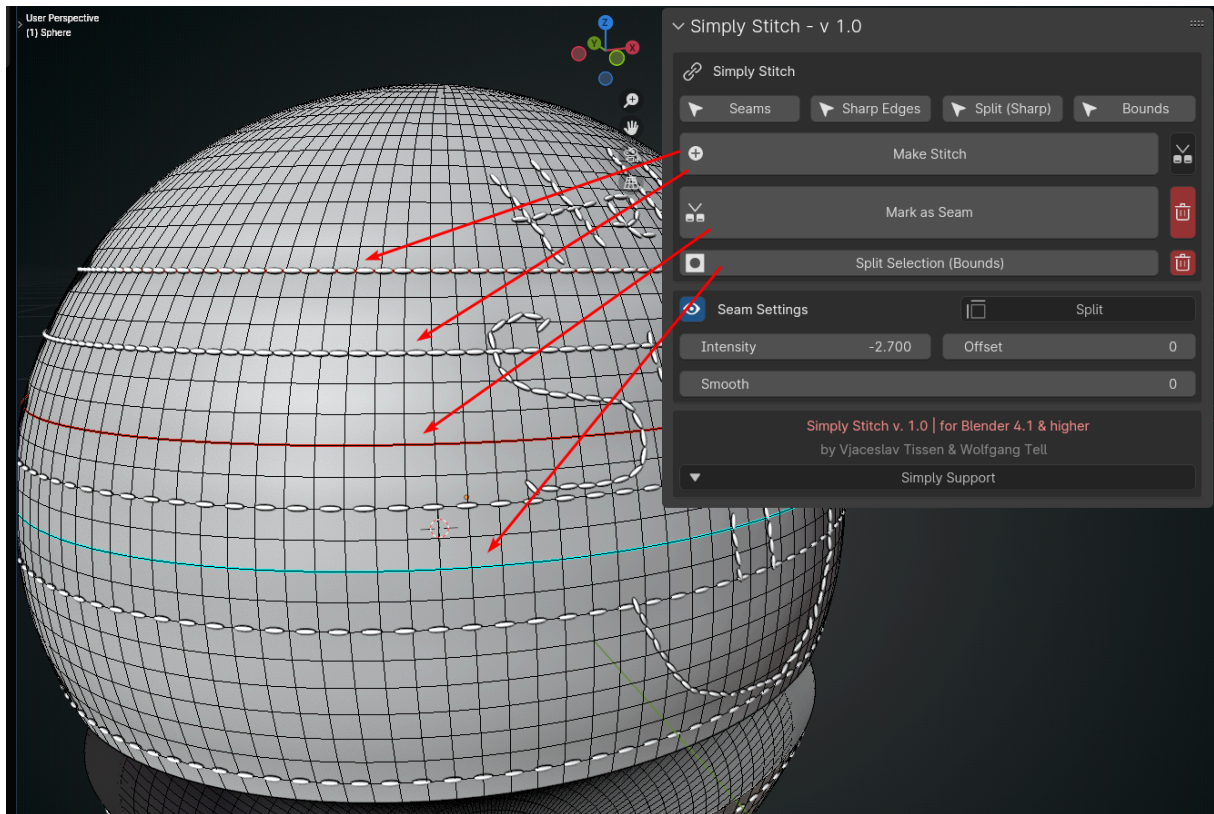 User Perspective
(1) Sphere
Z
Y
X
Simply Stitch - v 1.0
Simply Stitch
Seams
Sharp Edges
Split (Sharp)
Bounds
Make Stitch
Mark as Seam
Split Selection (Bounds)
Seam Settings
Split
Intensity -2.700
Offset 0
Smooth 0
Simply Stitch v. 1.0 | for Blender 4.1 & higher
by Vjaceslav Tissen & Wolfgang Tell
Simply Support